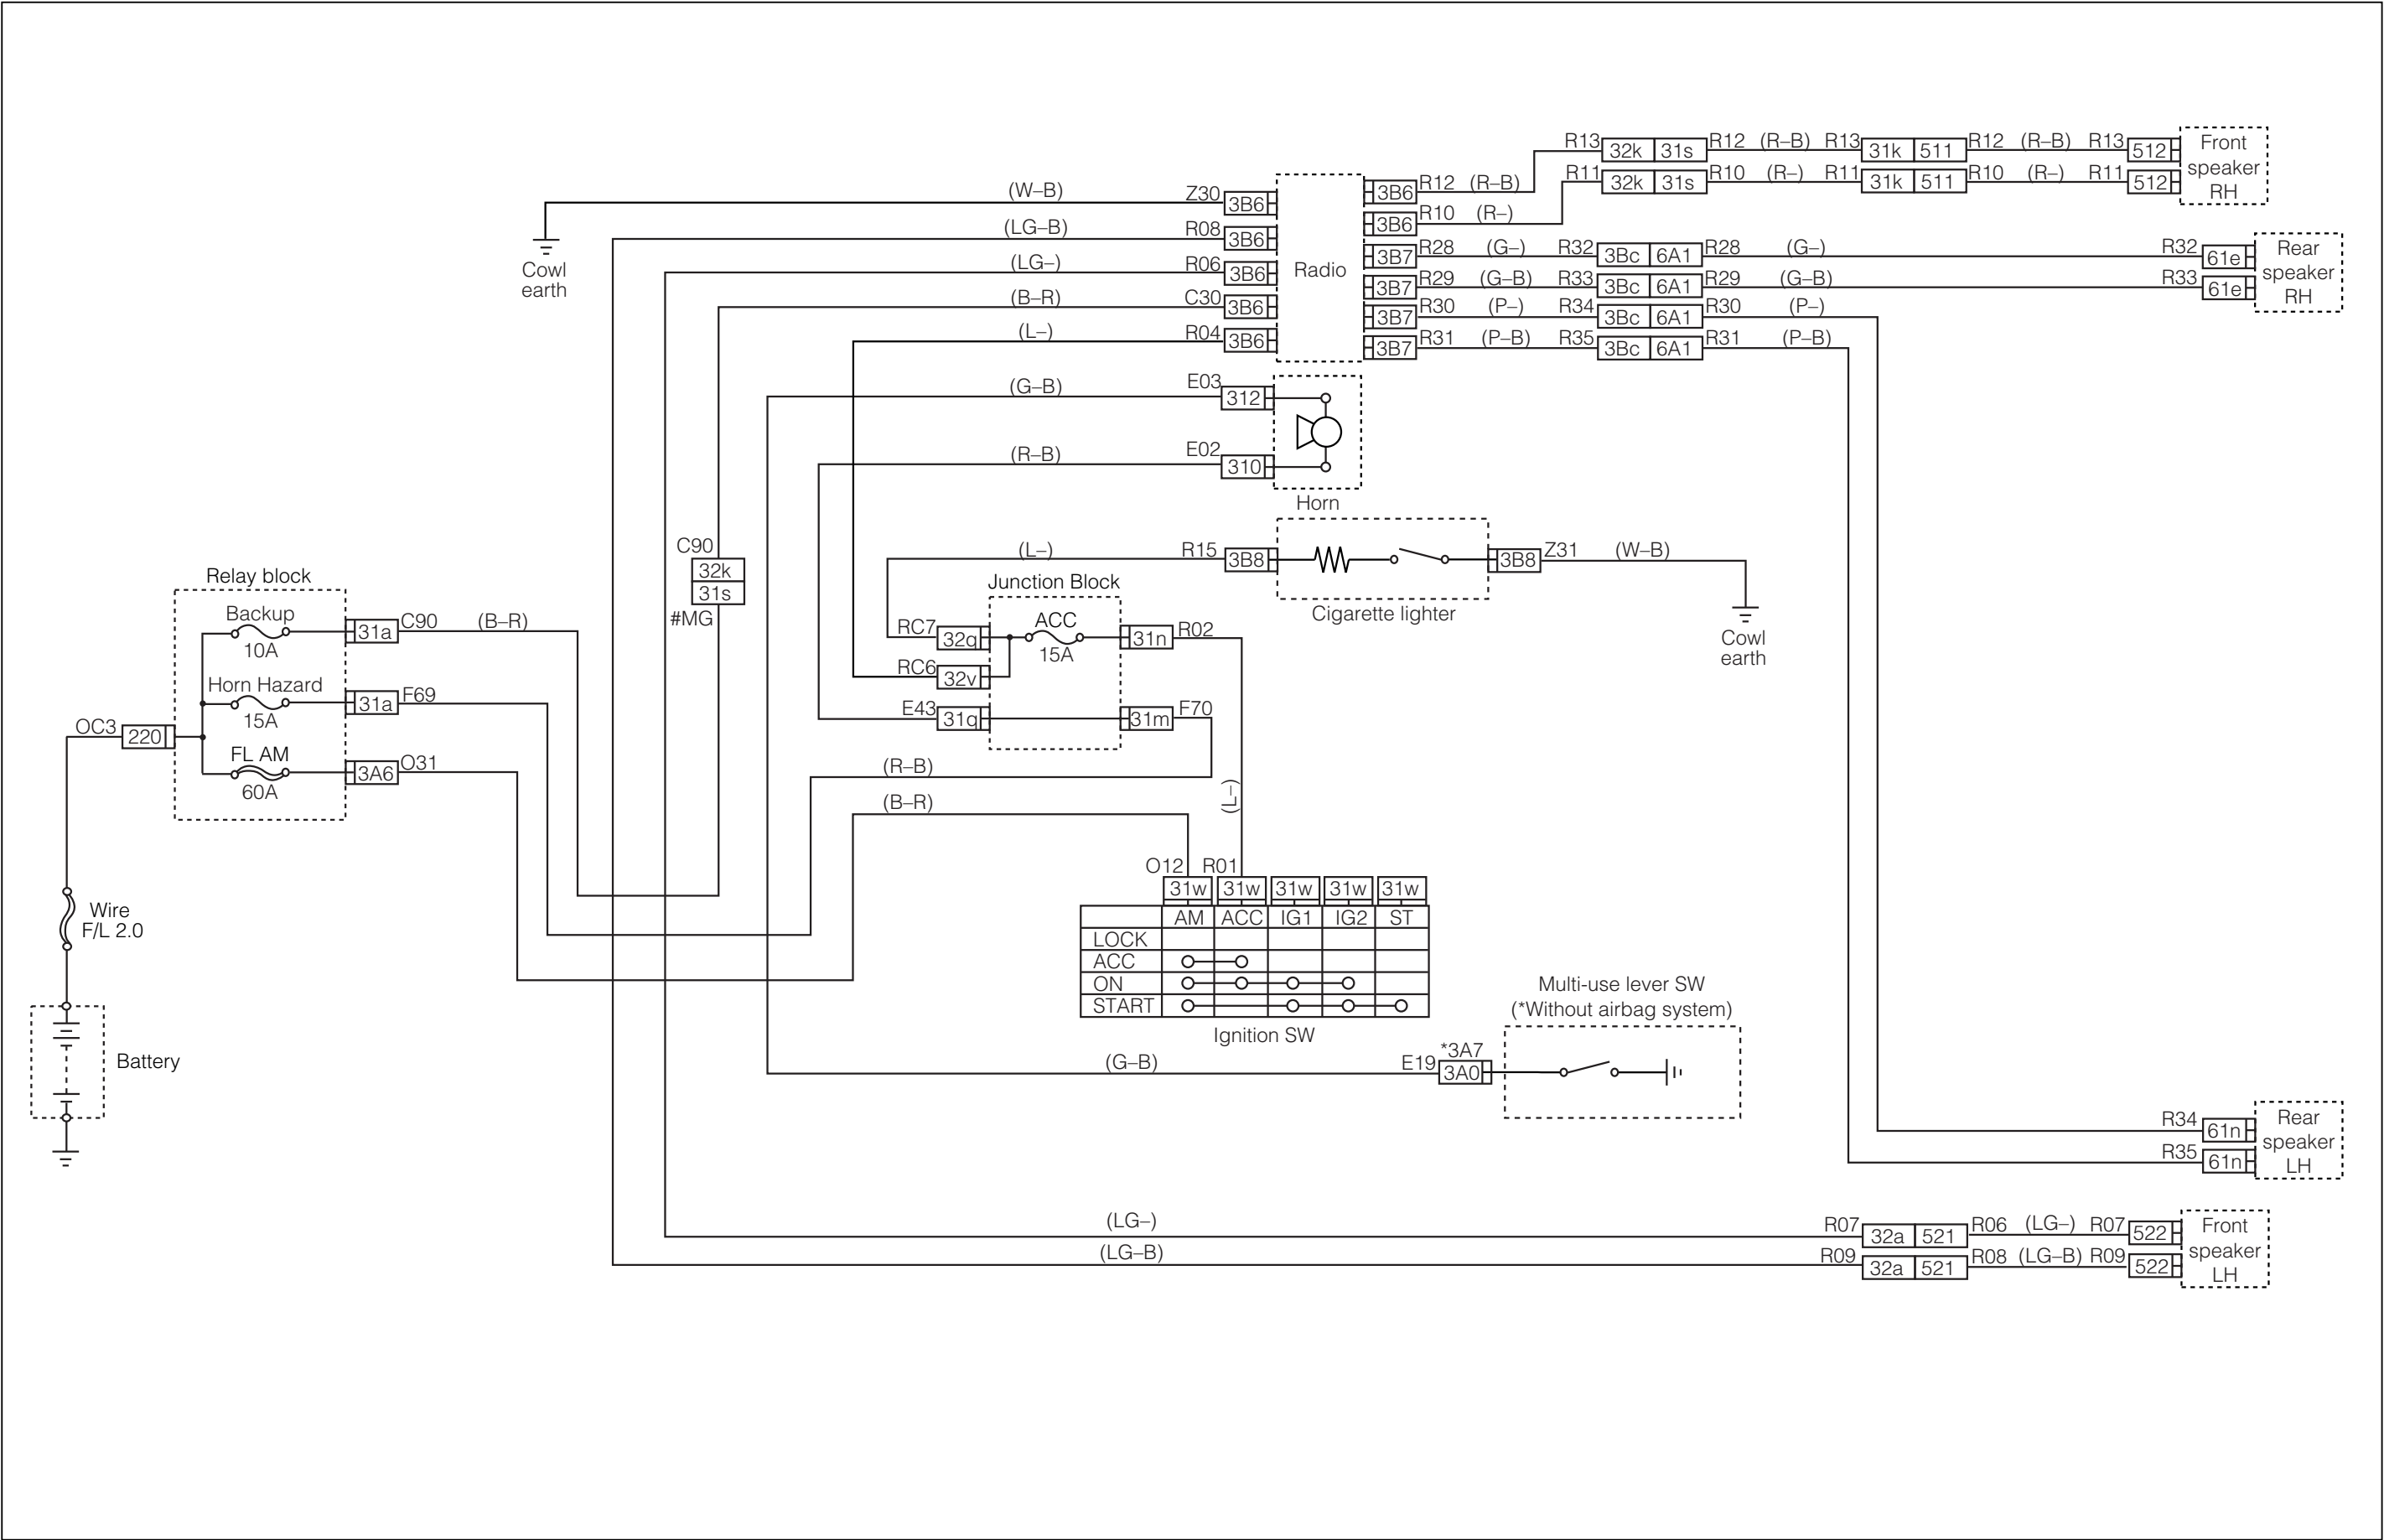 R13 32k 31s R12 (R–B) R13 31k 511 R12 (R–B) R13 512
R11 32k 31s R10 (R–) R11 31k 511 R10 (R–) R11 512
Front
speaker
RH
(W–B) Z30 3B6
(LG–B) R08 3B6
(LG–) R06 3B6
(B–R) C30 3B6
(L–) R04 3B6
Cowl
earth
Radio
3B6 R12 (R–B)
3B6 R10 (R–)
3B7 R28 (G–) R32 3Bc 6A1 R28 (G–) R32 61e
3B7 R29 (G–B) R33 3Bc 6A1 R29 (G–B) R33 61e
3B7 R30 (P–) R34 3Bc 6A1 R30 (P–)
3B7 R31 (P–B) R35 3Bc 6A1 R31 (P–B)
Rear
speaker
RH
(G–B) E03 312
(R–B) E02 310
Horn
C90
32k
31s
#MG
(L–) R15 3B8
3B8 Z31 (W–B)
Cigarette lighter
Cowl
earth
Relay block
Backup
10A
31a C90 (B–R)
Horn Hazard
15A
31a F69
OC3 220
FL AM
60A
3A6 O31
Junction Block
RC7 32q
ACC
15A
31n R02
RC6 32v
E43 31q
31m F70
(R–B)
(B–R)
(L–)
Wire
F/L 2.0
Battery
O12 R01
31w 31w 31w 31w 31w
AM ACC IG1 IG2 ST
LOCK
ACC
ON
START
Ignition SW
Multi-use lever SW
(*Without airbag system)
(G–B) E19 *3A7
3A0
R34 61n
R35 61n
Rear
speaker
LH
(LG–) R07 32a 521 R06 (LG–) R07 522
(LG–B) R09 32a 521 R08 (LG–B) R09 522
Front
speaker
LH